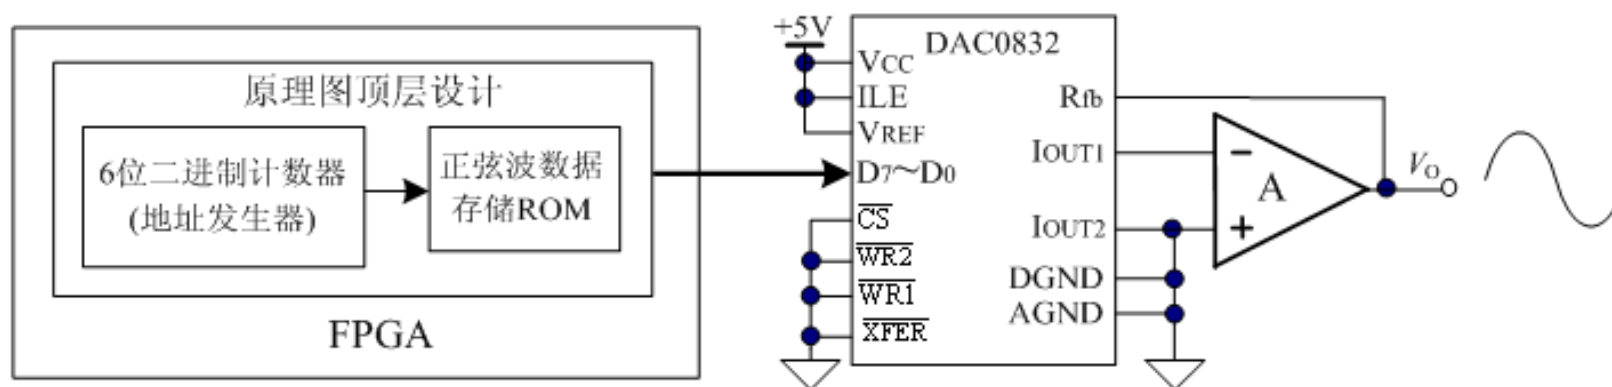 原理图顶层设计
6位二进制计数器
(地址发生器)
正弦波数据
存储ROM
FPGA
+5V
DAC0832
VCC
ILE
VREF
D7~D0
CS
WR2
WR1
XFER
Rfb
IOUT1
IOUT2
DGND
AGND
−
A
+
VO